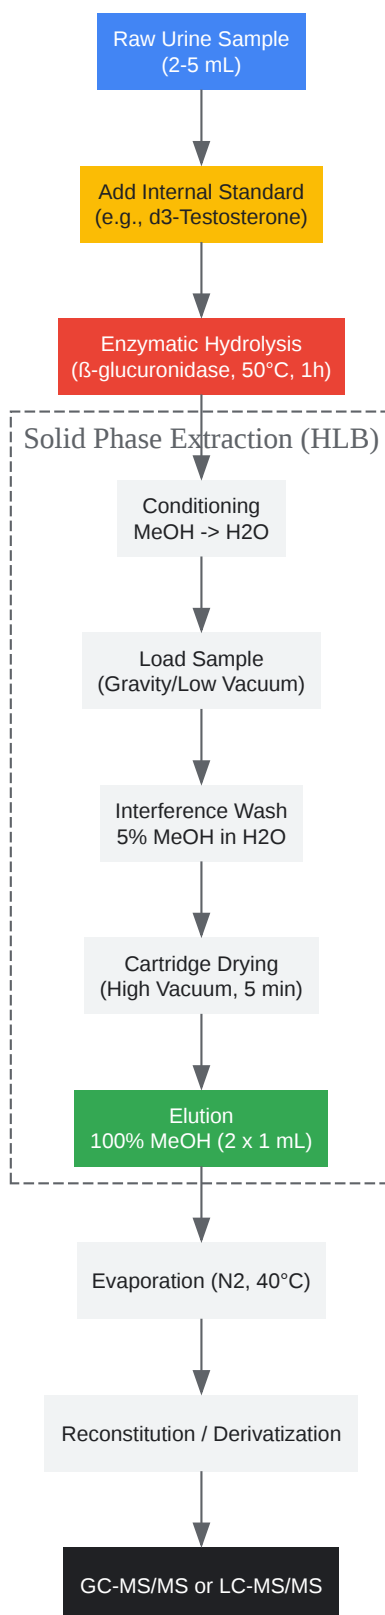 Raw Urine Sample
(2-5 mL)
Add Internal Standard
(e.g., d3-Testosterone)
Enzymatic Hydrolysis
(ß-glucuronidase, 50°C, 1h)
Solid Phase Extraction (HLB)
Conditioning
MeOH -> H2O
Load Sample
(Gravity/Low Vacuum)
Interference Wash
5% MeOH in H2O
Cartridge Drying
(High Vacuum, 5 min)
Elution
100% MeOH (2 x 1 mL)
Evaporation (N2, 40°C)
Reconstitution / Derivatization
GC-MS/MS or LC-MS/MS